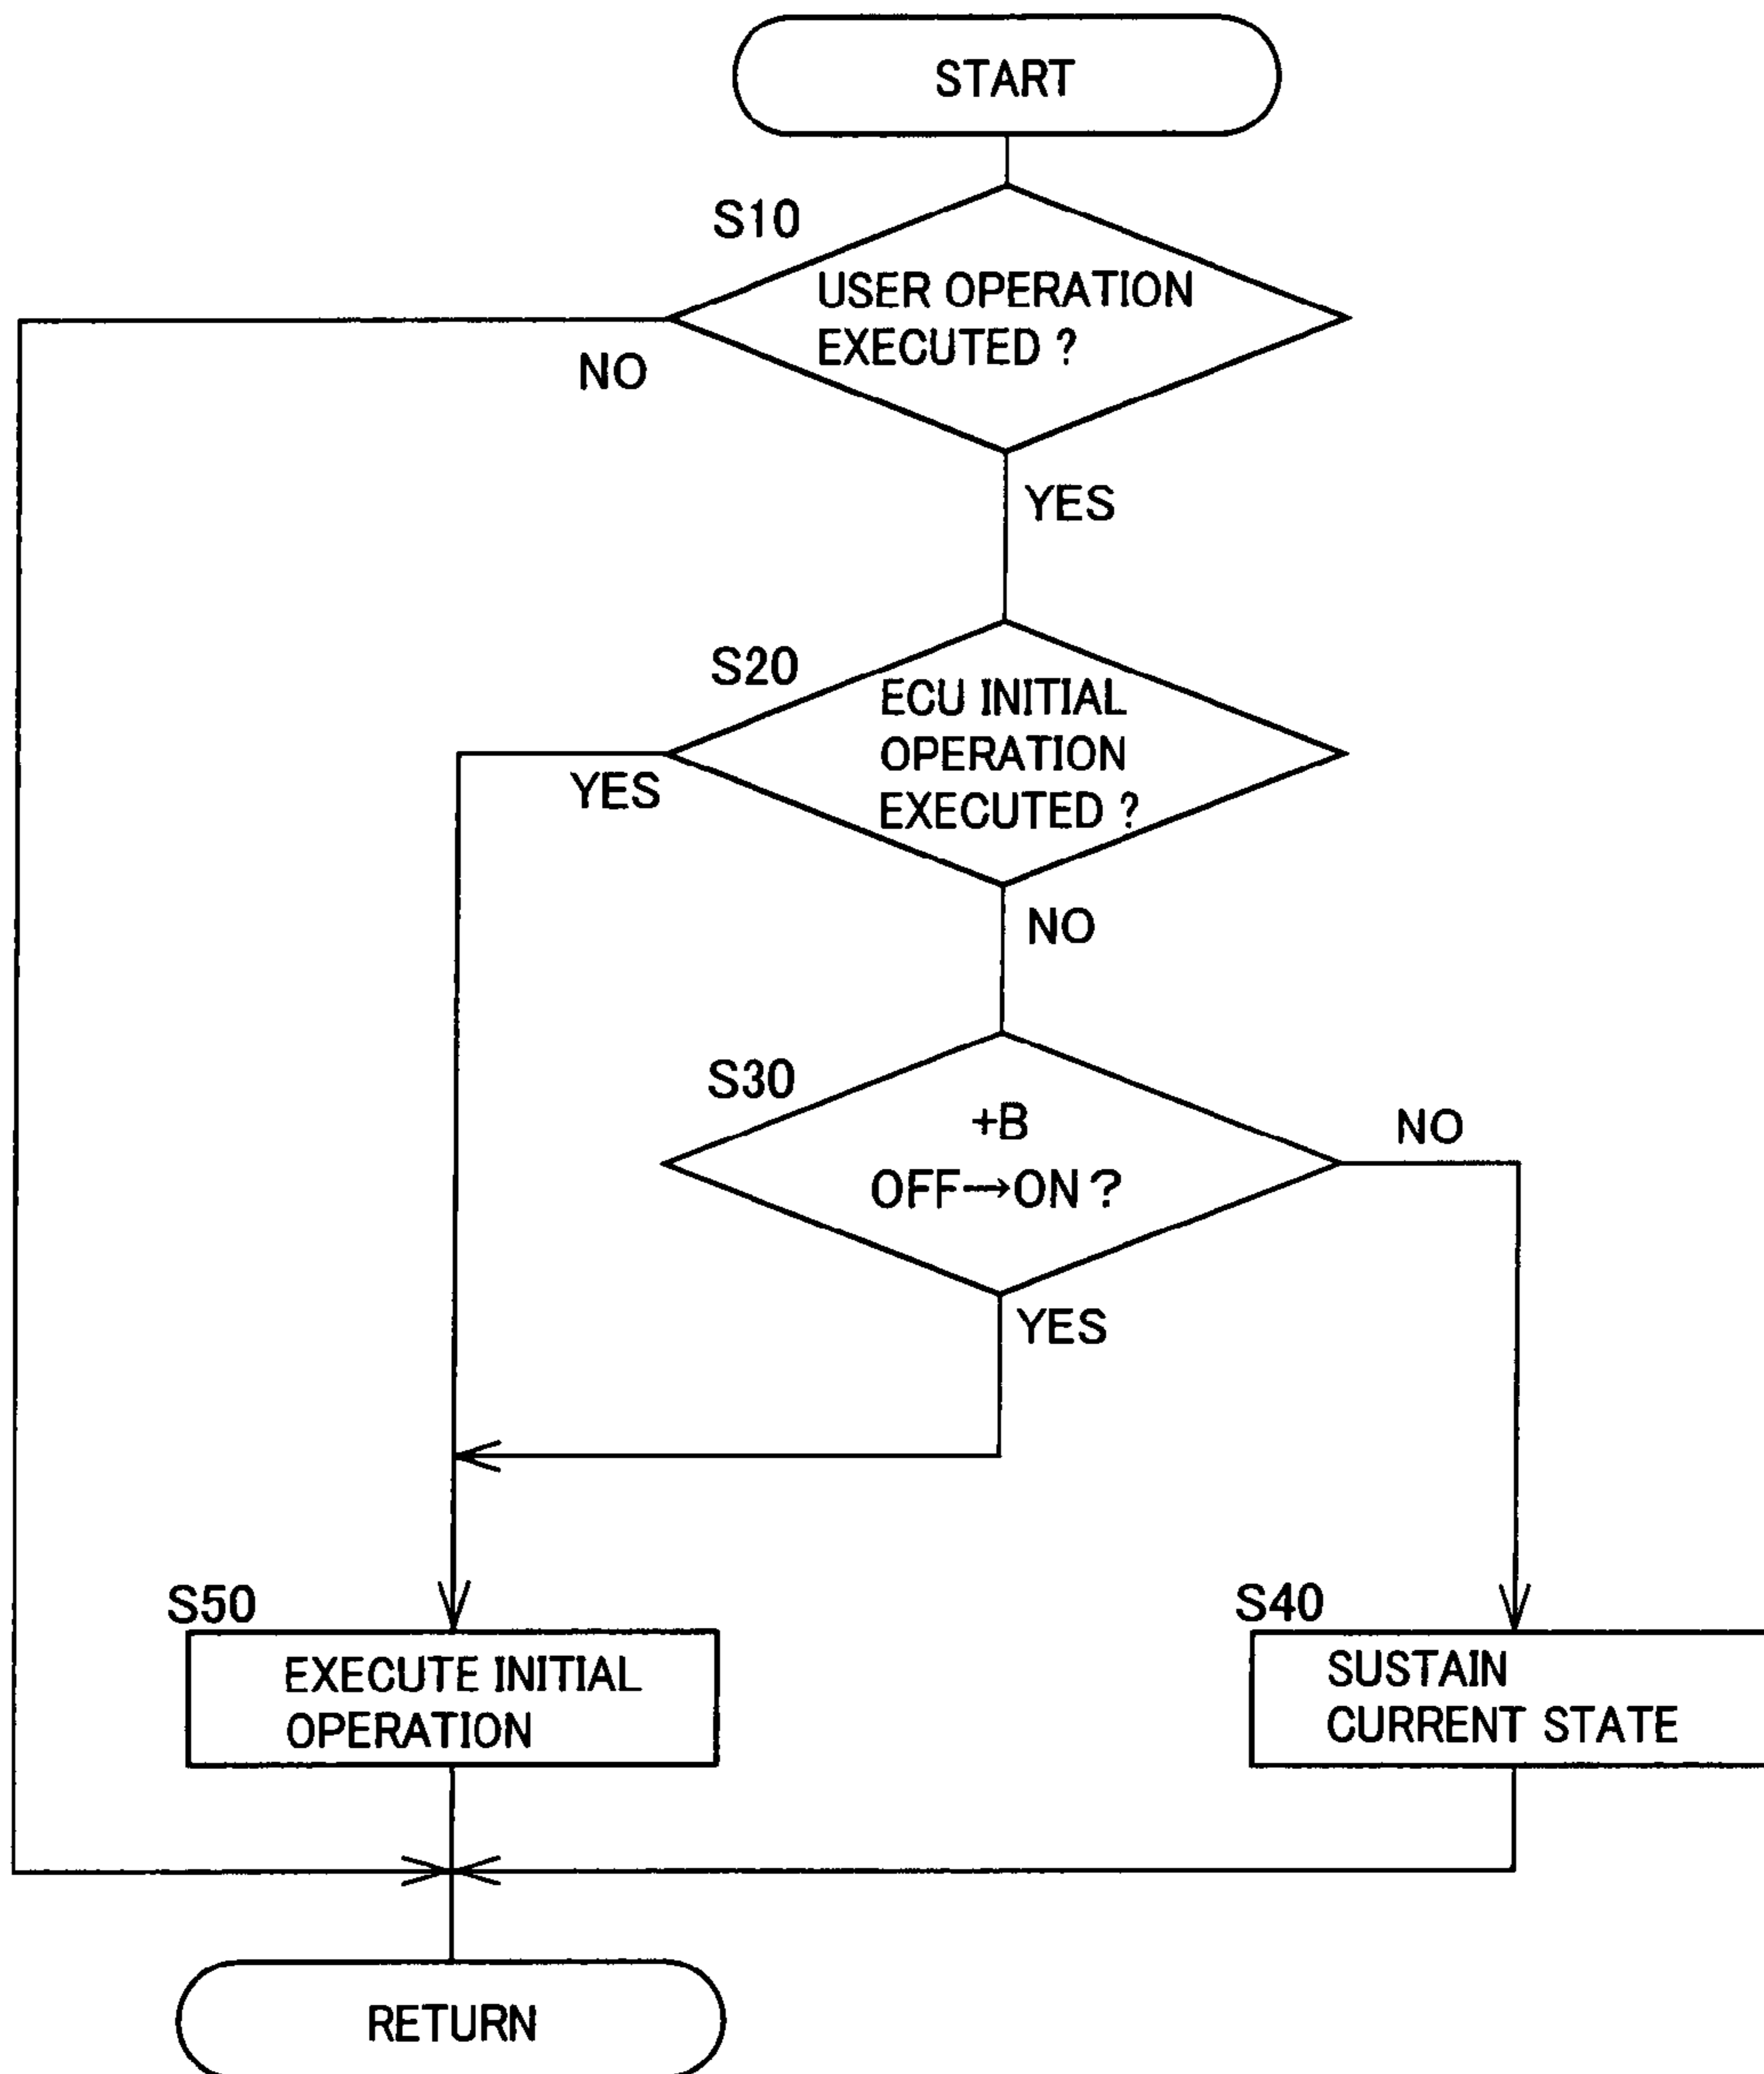 START
S10
USER OPERATION
EXECUTED ?
NO
YES
S20
ECU INITIAL
OPERATION
EXECUTED ?
YES
NO
S30
+B
OFF→ON ?
NO
YES
S50
EXECUTE INITIAL
OPERATION
S40
SUSTAIN
CURRENT STATE
RETURN